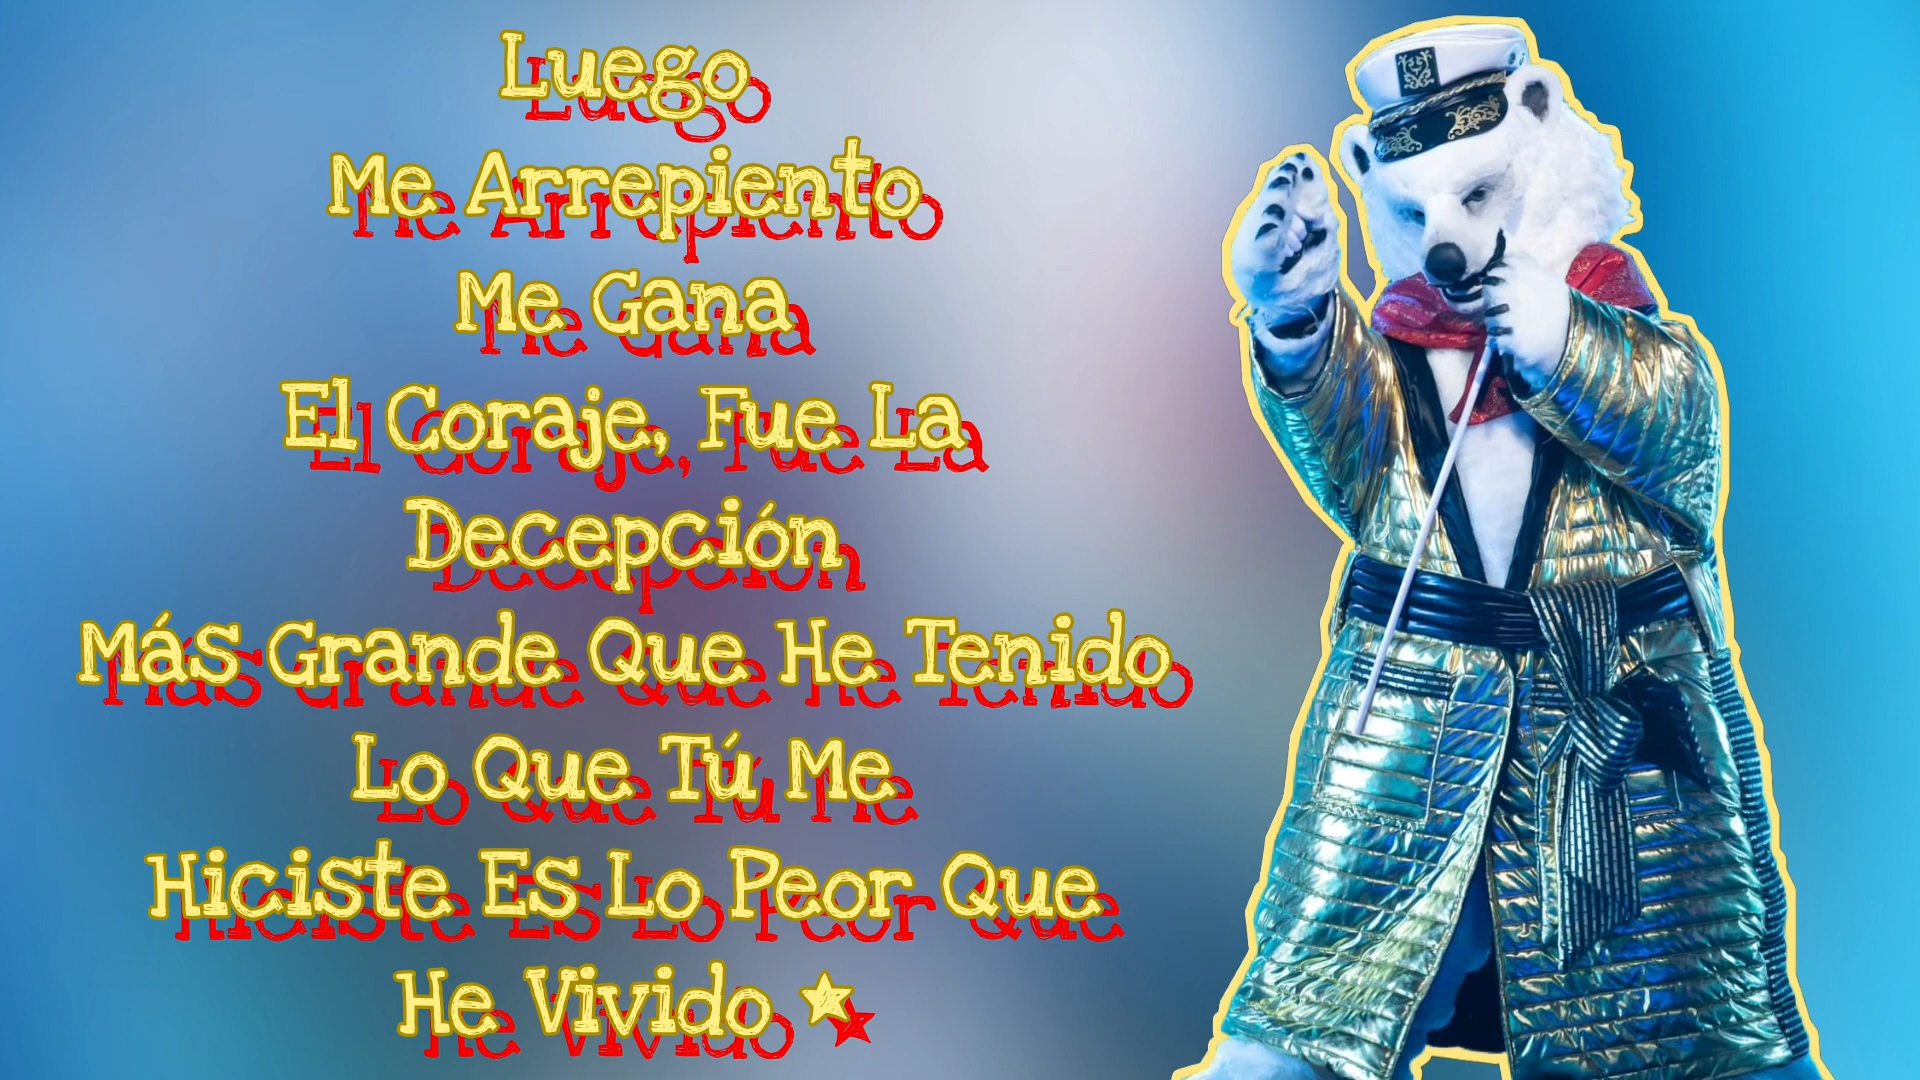 Luego
Me Arrepiento
Me Gana
El Coraje, Fue La
Decepción
Más Grande Que He Tenido
Lo Que Tú Me
Hiciste Es Lo Peor Que
He Vivido ★